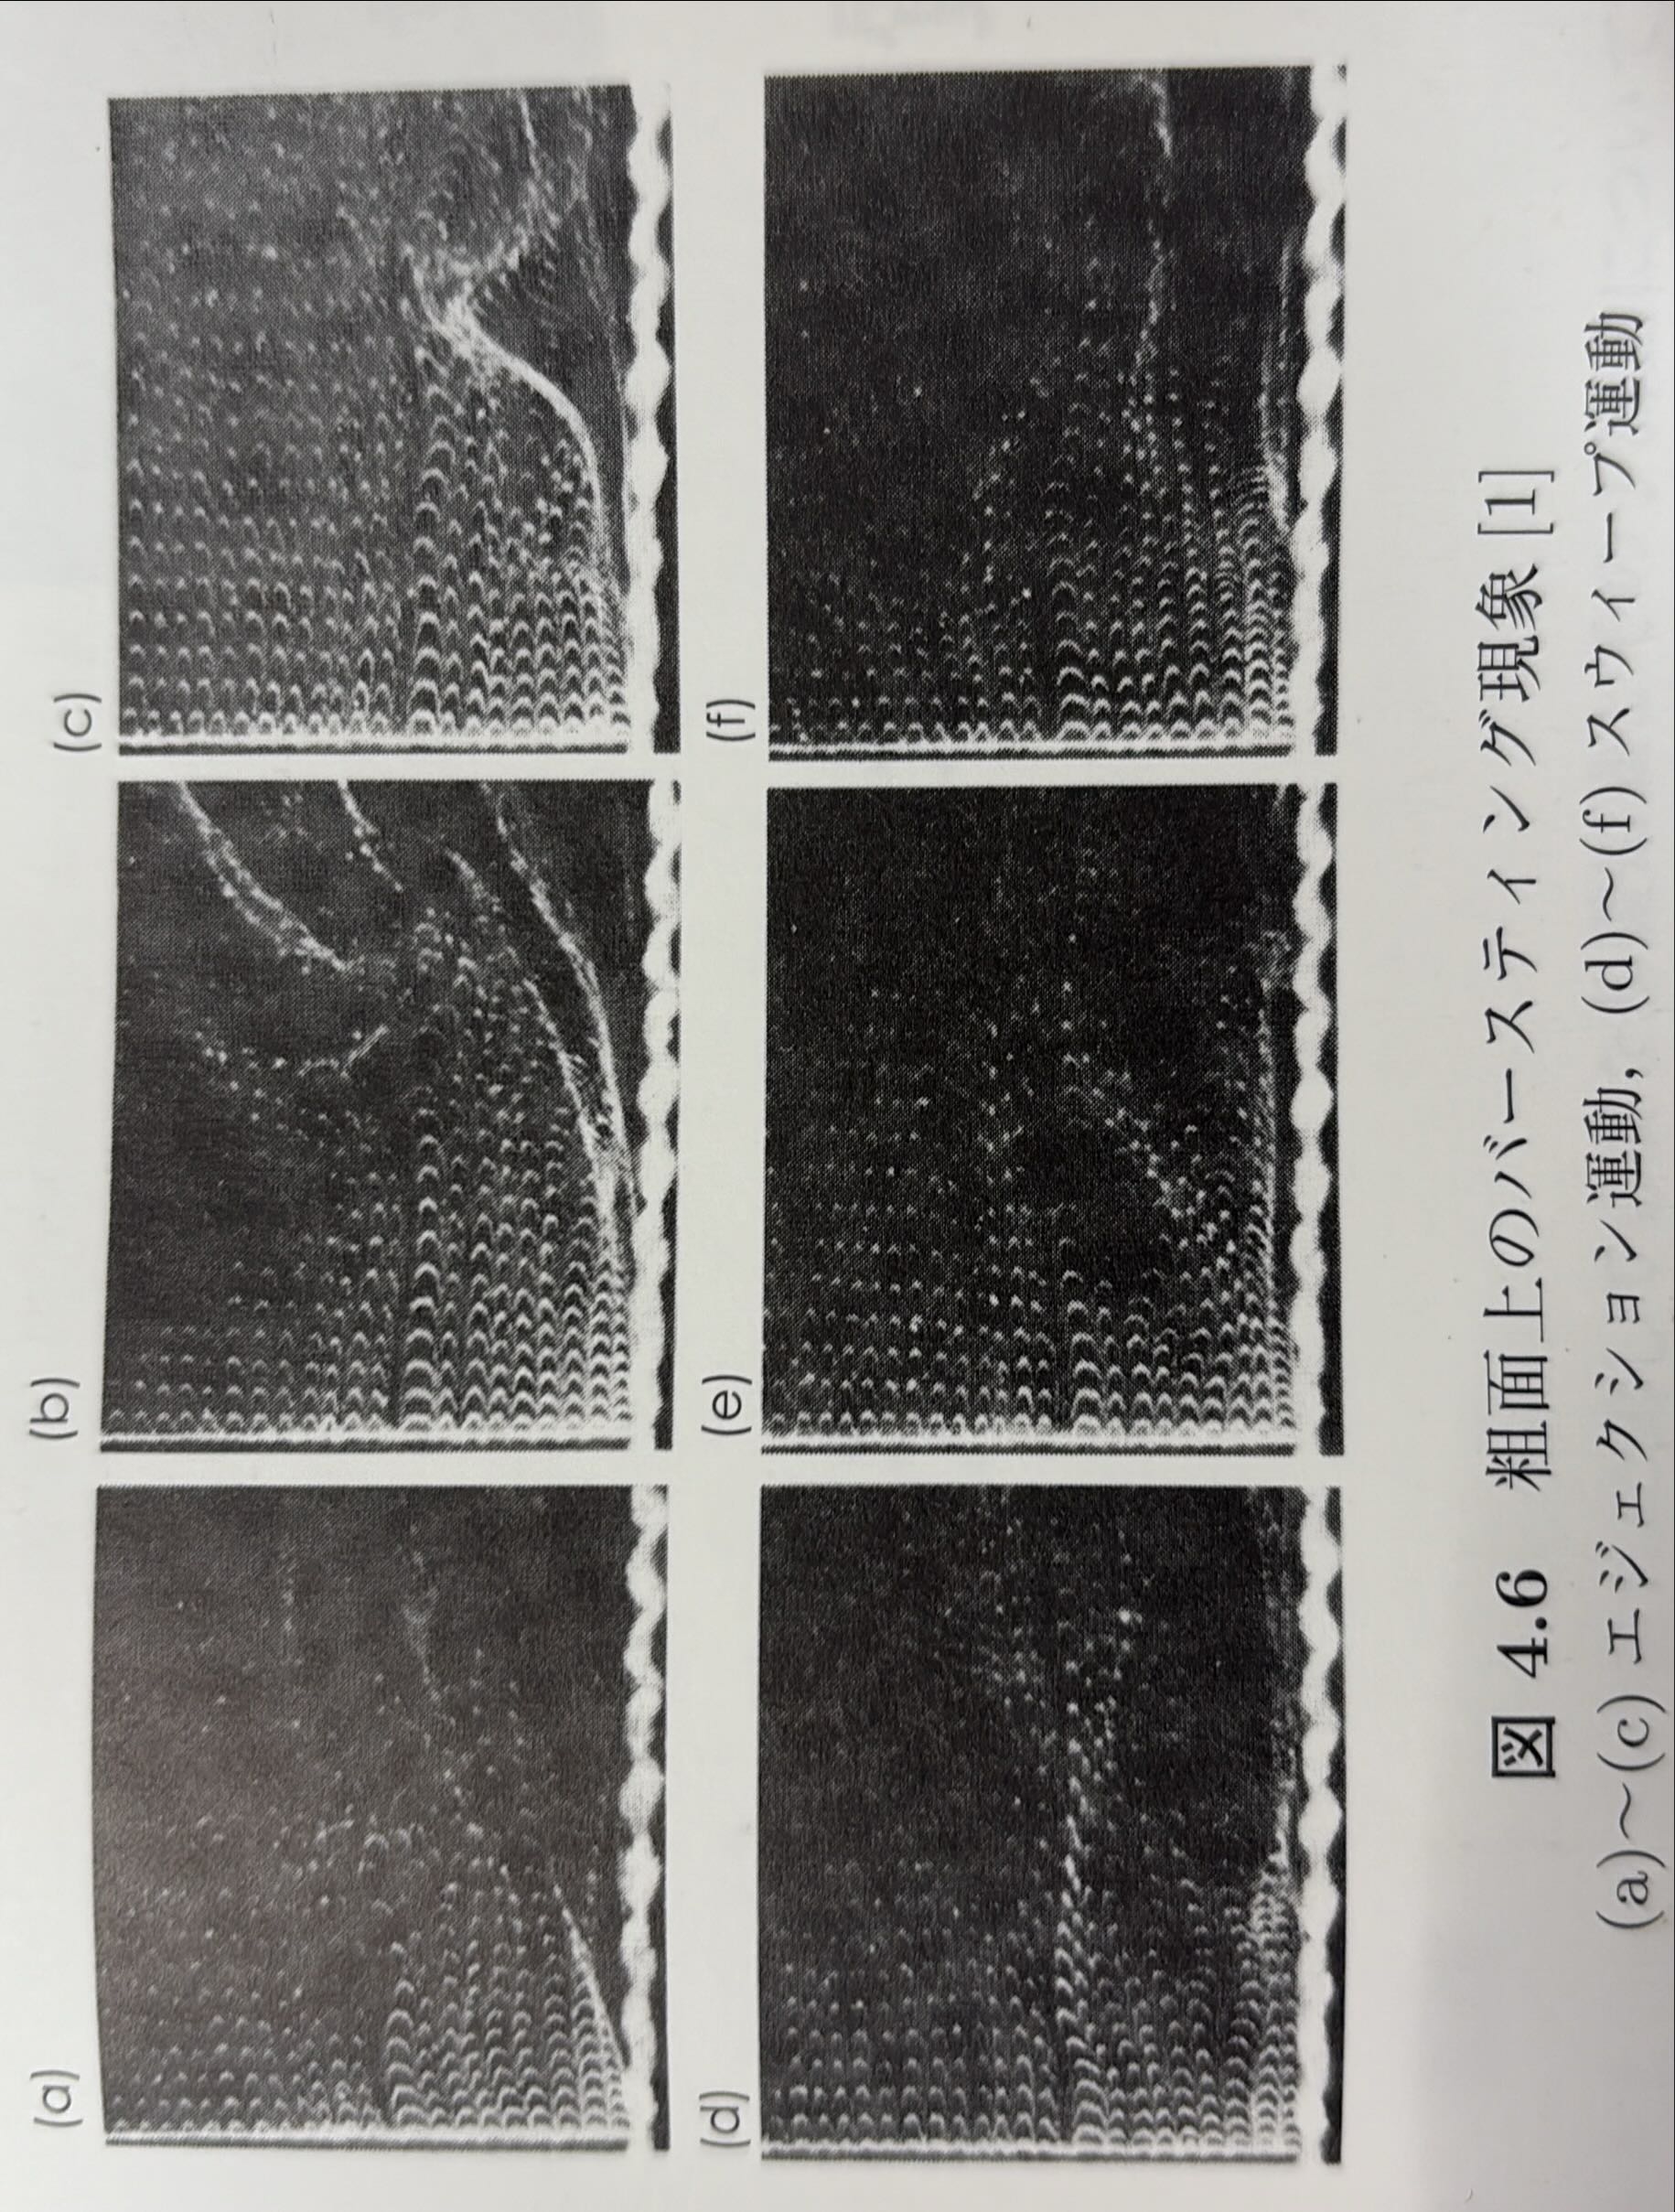 (a)
(b)
(c)
(d)
(e)
(f)
図 4.6 粗面上のバースティング現象 [1]
(a)～(c) エジェクション運動, (d)～(f) スウィープ運動